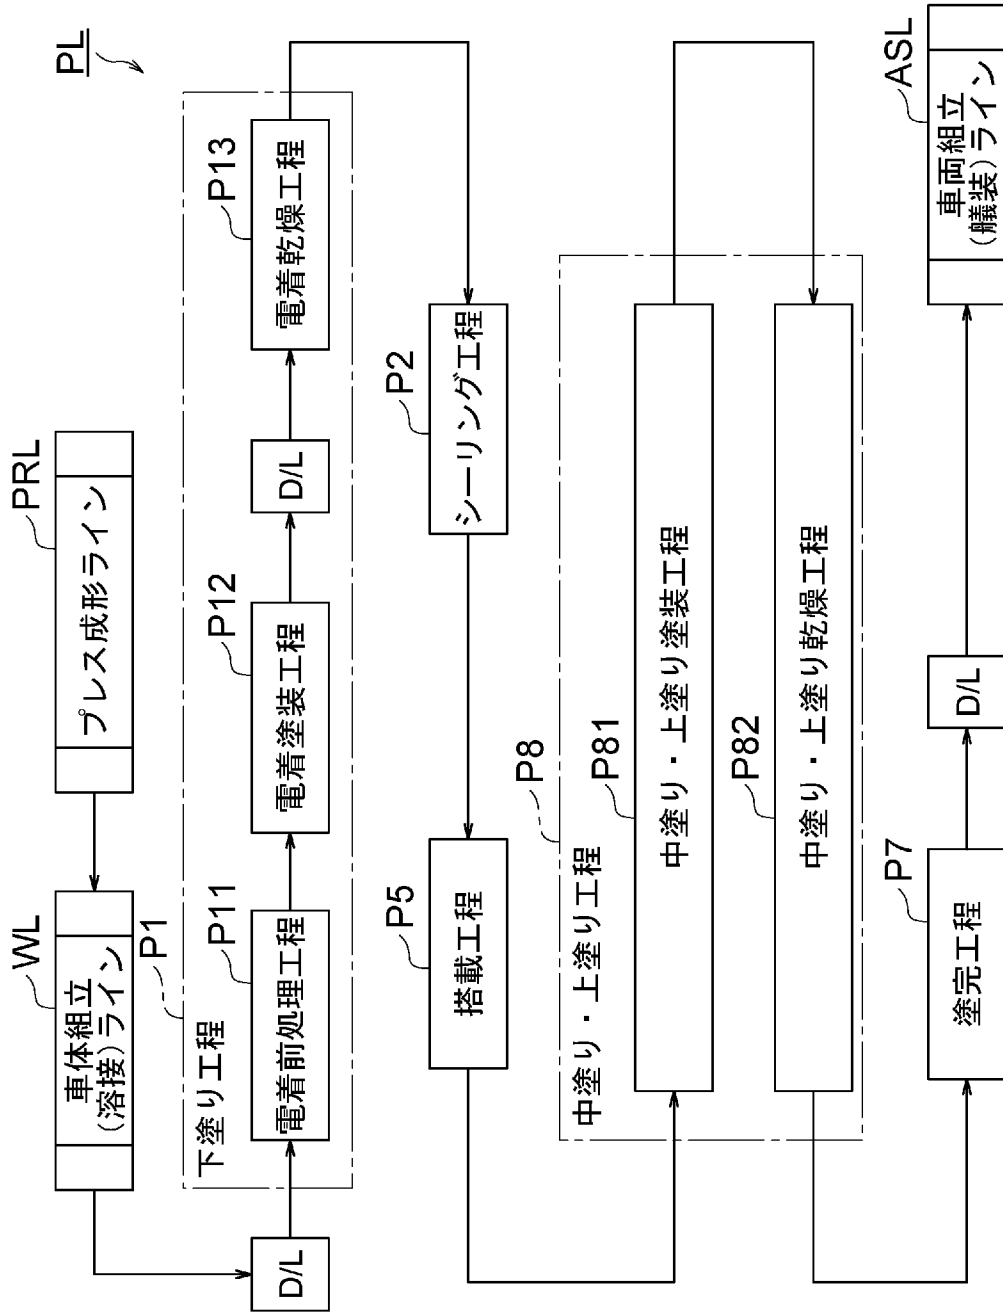 PL
PRL
プレス成形ライン
WL
車体組立
(溶接)ライン
P1
下塗り工程
D/L
P11
電着前処理工程
P12
電着塗装工程
D/L
P13
電着乾燥工程
P2
シーリング工程
P5
搭載工程
P8
中塗り・上塗り工程
P81
中塗り・上塗り塗装工程
P82
中塗り・上塗り乾燥工程
P7
塗完工程
D/L
ASL
車両組立
(艤装)ライン